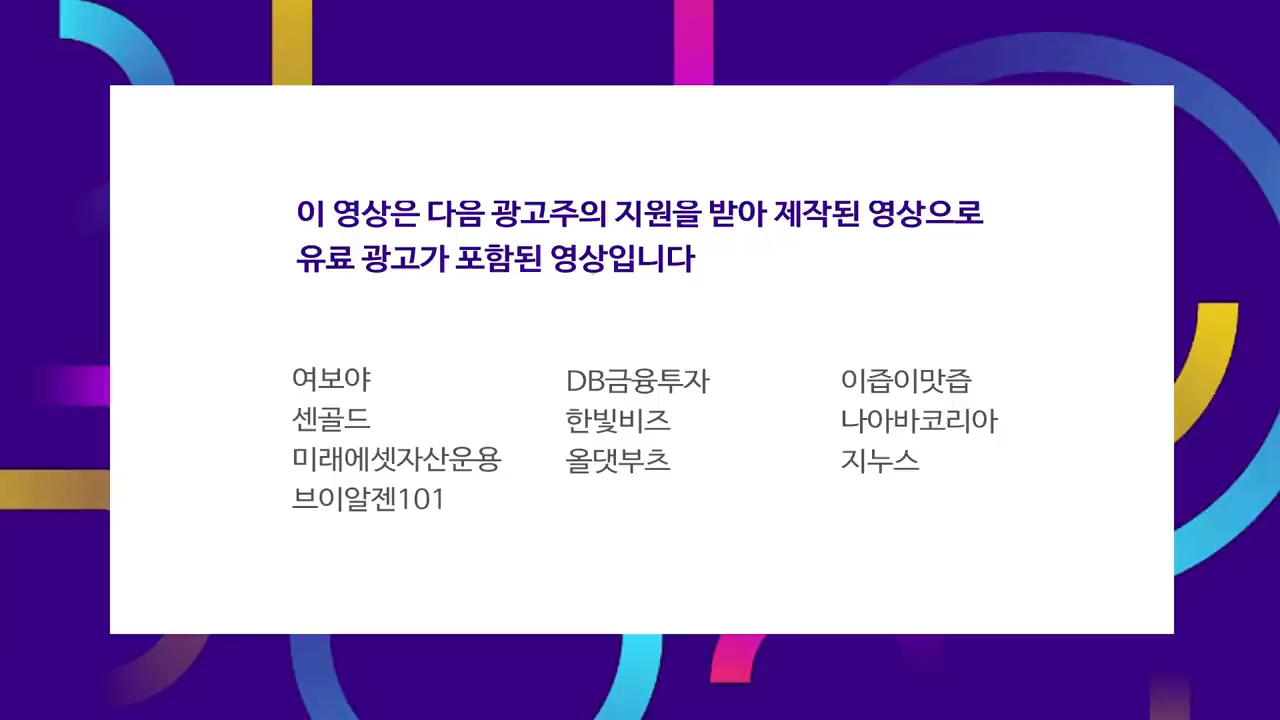 이 영상은 다음 광고주의 지원을 받아 제작된 영상으로
유료 광고가 포함된 영상입니다
여보야
센골드
미래에셋자산운용
브이알젠101
DB금융투자
한빛비즈
올댓부츠
이즙이맛즙
나아바코리아
지누스